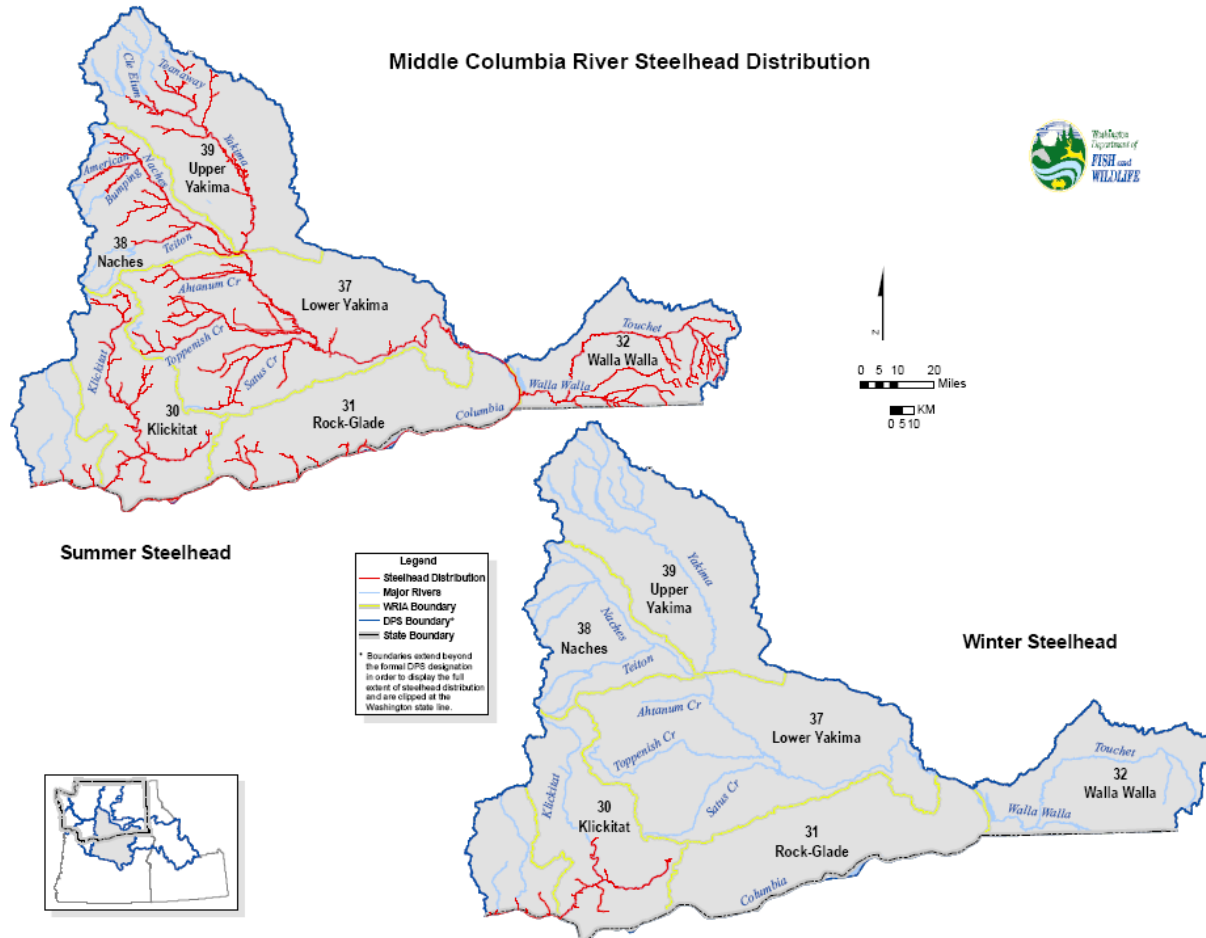 Middle Columbia River Steelhead Distribution
Washington
Department of
FISH and
WILDLIFE
Cle Elum
Teanaway
39
Upper
Yakima
Yakima
American
Naches
Bumping
38
Naches
Teiton
Ahtanum Cr
37
Lower Yakima
Toppenish Cr
Satus Cr
Klickitat
30
Klickitat
31
Rock-Glade
Columbia
Touchet
32
Walla Walla
Walla Walla
N
0 5 10 20
Miles
KM
0 5 10
Summer Steelhead
Legend
Steelhead Distribution
Major Rivers
WRIA Boundary
DPS Boundary*
State Boundary
* Boundaries extend beyond
the formal DPS designation
in order to display the full
extent of steelhead distribution
and are clipped at the
Washington state line.
Winter Steelhead
39
Upper
Yakima
Yakima
38
Naches
Naches
Teiton
Ahtanum Cr
37
Lower Yakima
Toppenish Cr
Satus Cr
Klickitat
30
Klickitat
31
Rock-Glade
Columbia
Touchet
32
Walla Walla
Walla Walla